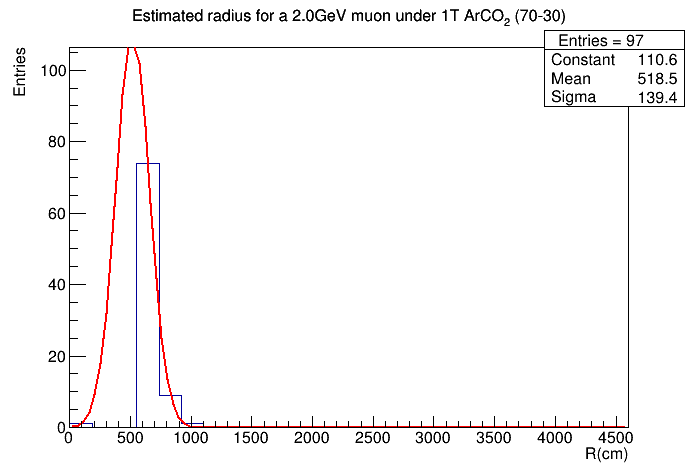 Estimated radius for a 2.0GeV muon under 1T ArCO2 (70-30)
Entries = 97
Constant 110.6
Mean 518.5
Sigma 139.4
Entries
100
80
60
40
20
0
0 500 1000 1500 2000 2500 3000 3500 4000 4500
R(cm)